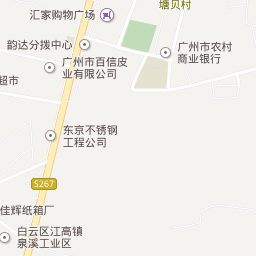 塘贝村
汇家购物广场
韵达分拨中心
广州市农村
商业银行
广州市百信皮
业有限公司
超市
东京不锈钢
工程公司
S267
佳辉纸箱厂
白云区江高镇
泉溪工业区